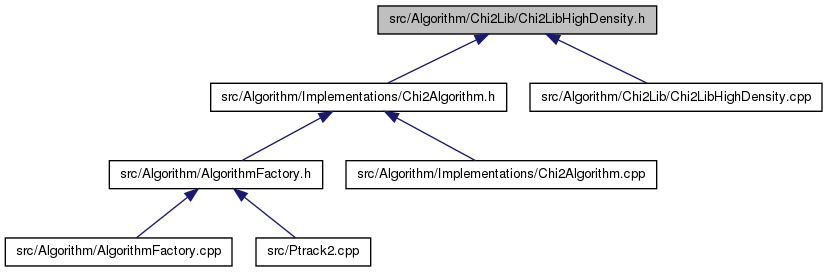 src/Algorithm/Chi2Lib/Chi2LibHighDensity.h
src/Algorithm/Implementations/Chi2Algorithm.h
src/Algorithm/Chi2Lib/Chi2LibHighDensity.cpp
src/Algorithm/AlgorithmFactory.h
src/Algorithm/Implementations/Chi2Algorithm.cpp
src/Algorithm/AlgorithmFactory.cpp
src/Ptrack2.cpp